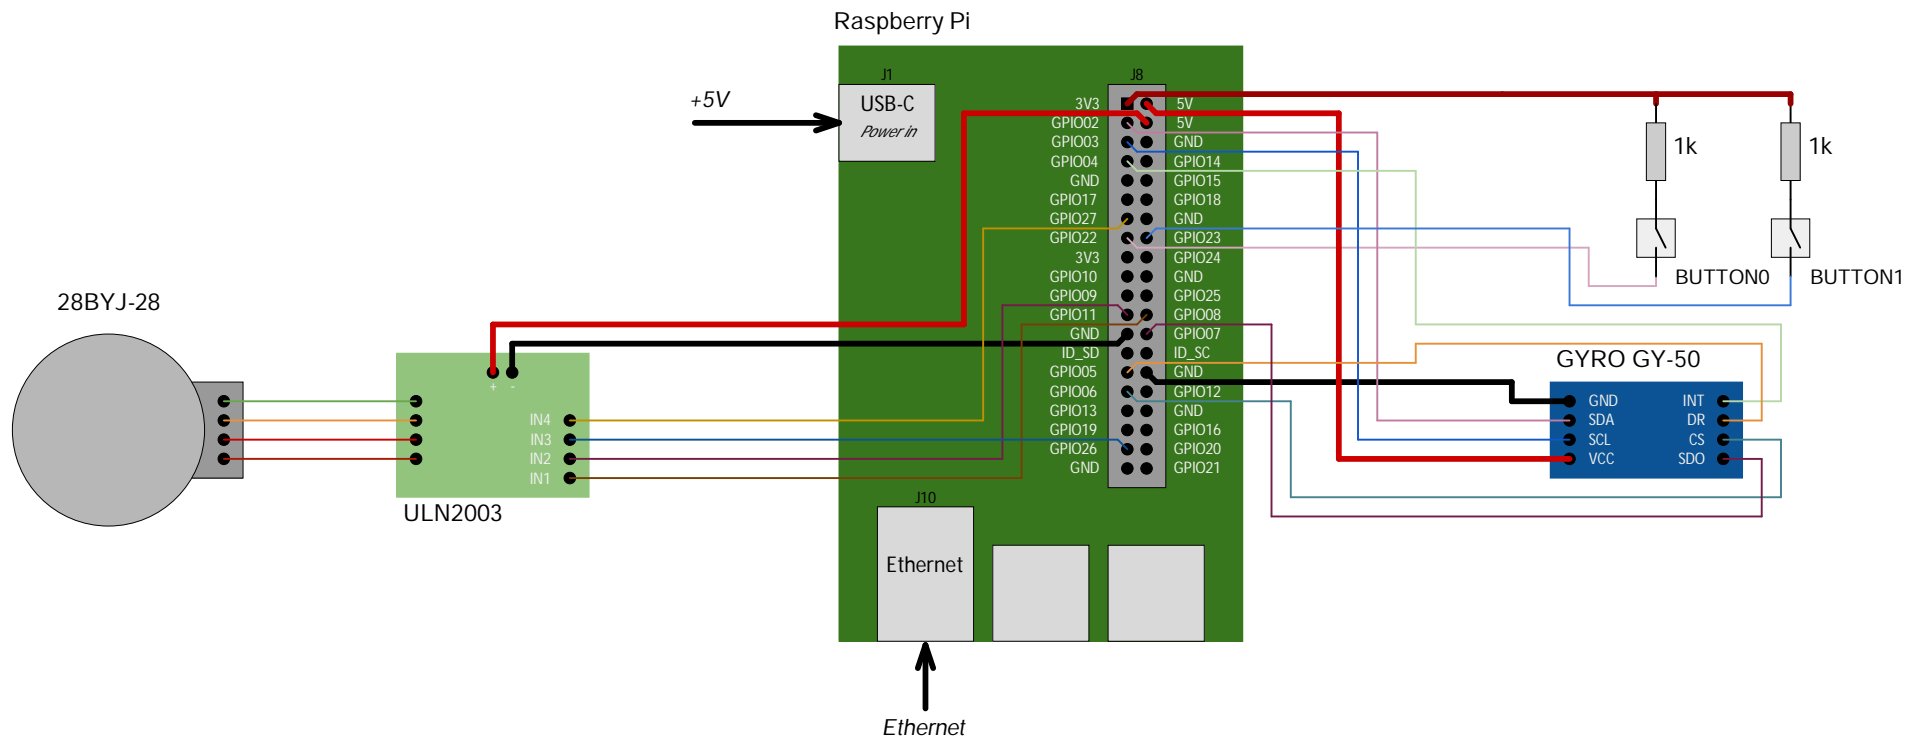 Raspberry Pi
J1
J8
+5V
USB-C
Power in
3V3 5V
GPIO02 5V
GPIO03 GND
GPIO04 GPIO14
GND GPIO15
GPIO17 GPIO18
GPIO27 GND
GPIO22 GPIO23
3V3 GPIO24
GPIO10 GND
GPIO09 GPIO25
GPIO11 GPIO08
GND GPIO07
ID_SD ID_SC
GPIO05 GND
GPIO06 GPIO12
GPIO13 GND
GPIO19 GPIO16
GPIO26 GPIO20
GND GPIO21
1k
1k
BUTTON0
BUTTON1
28BYJ-28
+ -
IN4
IN3
IN2
IN1
ULN2003
GYRO GY-50
GND INT
SDA DR
SCL CS
VCC SDO
J10
Ethernet
Ethernet